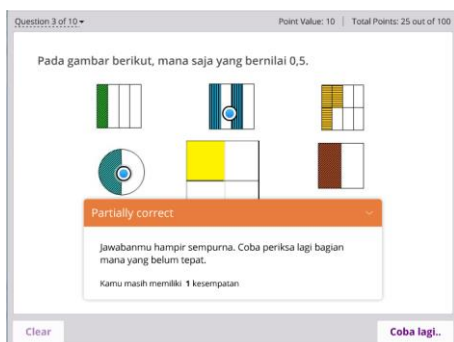 Question 3 of 10
Point Value: 10 | Total Points: 25 out of 100
Pada gambar berikut, mana saja yang bernilai 0,5.
Partially correct
Jawabanmu hampir sempurna. Coba periksa lagi bagian
mana yang belum tepat.
Kamu masih memiliki 1 kesempatan
Clear
Coba lagi..